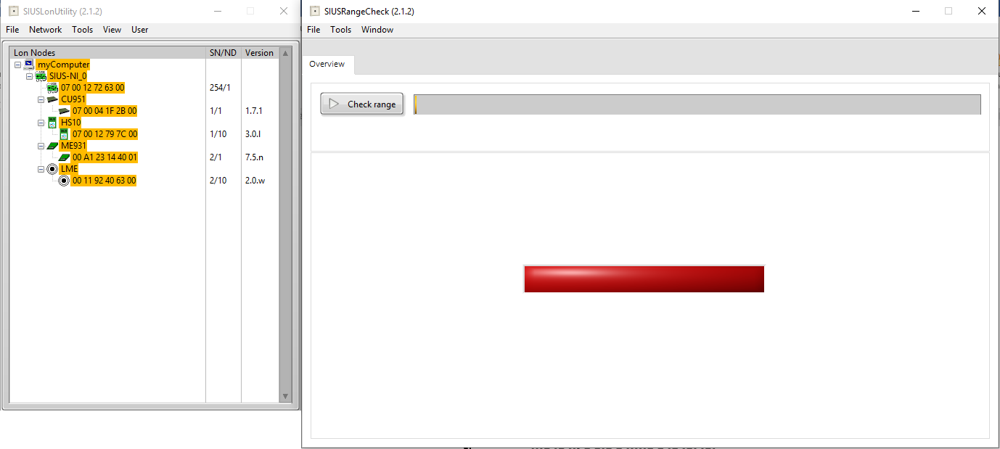 SIUSLonUtility (2.1.2)
File Network Tools View User
Lon Nodes SN/ND Version
myComputer
SIUS-NI_0
07 00 12 72 63 00 254/1
CU951
07 00 04 1F 2B 00 1/1 1.7.1
HS10
07 00 12 79 7C 00 1/10 3.0.l
ME931
00 A1 23 14 40 01 2/1 7.5.n
LME
00 11 92 40 63 00 2/10 2.0.w
SIUSRangeCheck (2.1.2)
File Tools Window
Overview
Check range